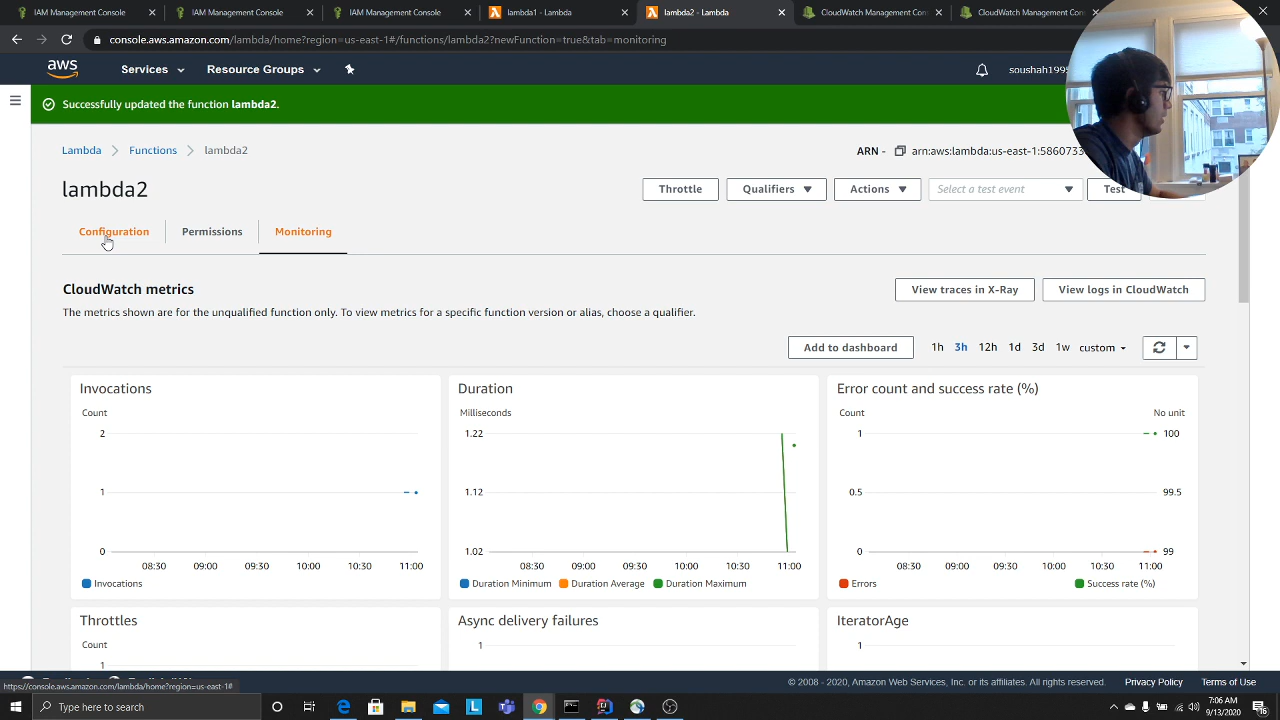 IAM Management Console
IAM Management Console
IAM Management Console
lambda1 - Lambda
lambda2 - Lambda
CloudWatch Management Con
CloudWatch Management Con
console.aws.amazon.com/lambda/home?region=us-east-1#/functions/lambda2?newFunction=true&tab=monitoring
aws
Services
Resource Groups
soushah1995
Successfully updated the function lambda2.
Lambda
Functions
lambda2
ARN - arn:aws:lambda:us-east-1:5860733
lambda2
Throttle
Qualifiers
Actions
Select a test event
Test
Configuration
Permissions
Monitoring
CloudWatch metrics
View traces in X-Ray
View logs in CloudWatch
The metrics shown are for the unqualified function only. To view metrics for a specific function version or alias, choose a qualifier.
Add to dashboard
1h 3h 12h 1d 3d 1w custom
Invocations
Count
2
1
0
08:30 09:00 09:30 10:00 10:30 11:00
Invocations
Duration
Milliseconds
1.22
1.12
1.02
08:30 09:00 09:30 10:00 10:30 11:00
Duration Minimum Duration Average Duration Maximum
Error count and success rate (%)
Count No unit
1 100
0.5 99.5
0 99
08:30 09:00 09:30 10:00 10:30 11:00
Errors Success rate (%)
Throttles
Count
1
Async delivery failures
1
IteratorAge
1
https://console.aws.amazon.com/lambda/home?region=us-east-1#
© 2008 - 2020, Amazon Web Services, Inc. or its affiliates. All rights reserved.
Privacy Policy
Terms of Use
Type here to search
7:06 AM
9/13/2020